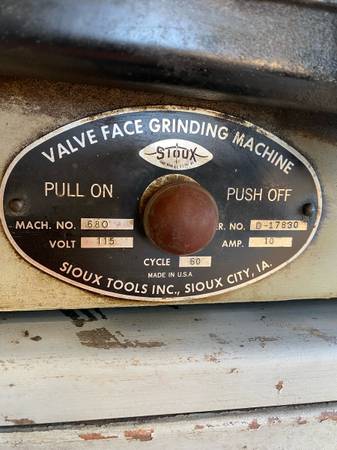 VALVE FACE GRINDING MACHINE
SIOUX
PULL ON
PUSH OFF
MACH. NO. 680
R. NO. D-17830
VOLT 115
AMP. 10
CYCLE 60
MADE IN U.S.A
SIOUX TOOLS INC., SIOUX CITY, IA.